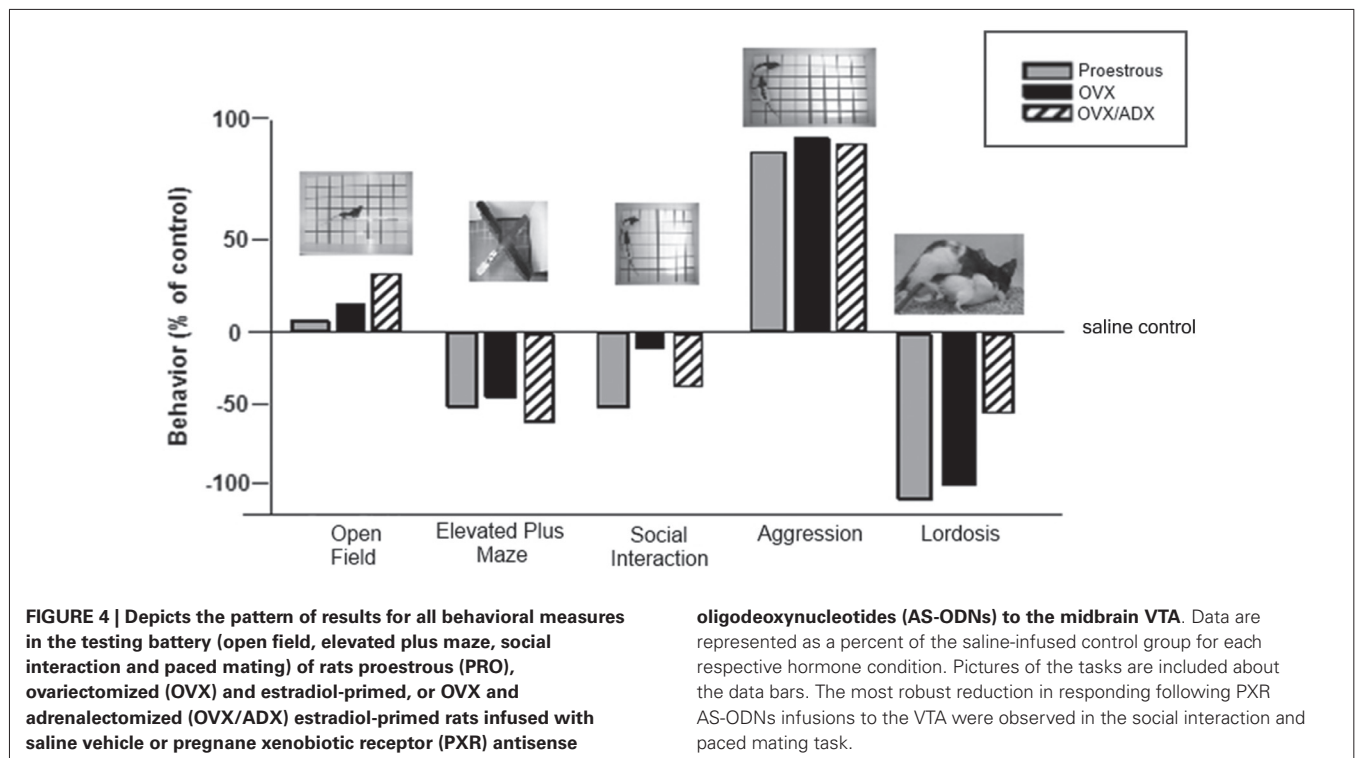 Proestrous
OVX
OVX/ADX
100
50
0
-50
-100
Behavior (% of control)
saline control
Open
Field
Elevated Plus
Maze
Social
Interaction
Aggression
Lordosis
FIGURE 4 | Depicts the pattern of results for all behavioral measures
in the testing battery (open field, elevated plus maze, social
interaction and paced mating) of rats proestrous (PRO),
ovariectomized (OVX) and estradiol-primed, or OVX and
adrenalectomized (OVX/ADX) estradiol-primed rats infused with
saline vehicle or pregnane xenobiotic receptor (PXR) antisense
oligodeoxynucleotides (AS-ODNs) to the midbrain VTA. Data are
represented as a percent of the saline-infused control group for each
respective hormone condition. Pictures of the tasks are included about
the data bars. The most robust reduction in responding following PXR
AS-ODNs infusions to the VTA were observed in the social interaction and
paced mating task.